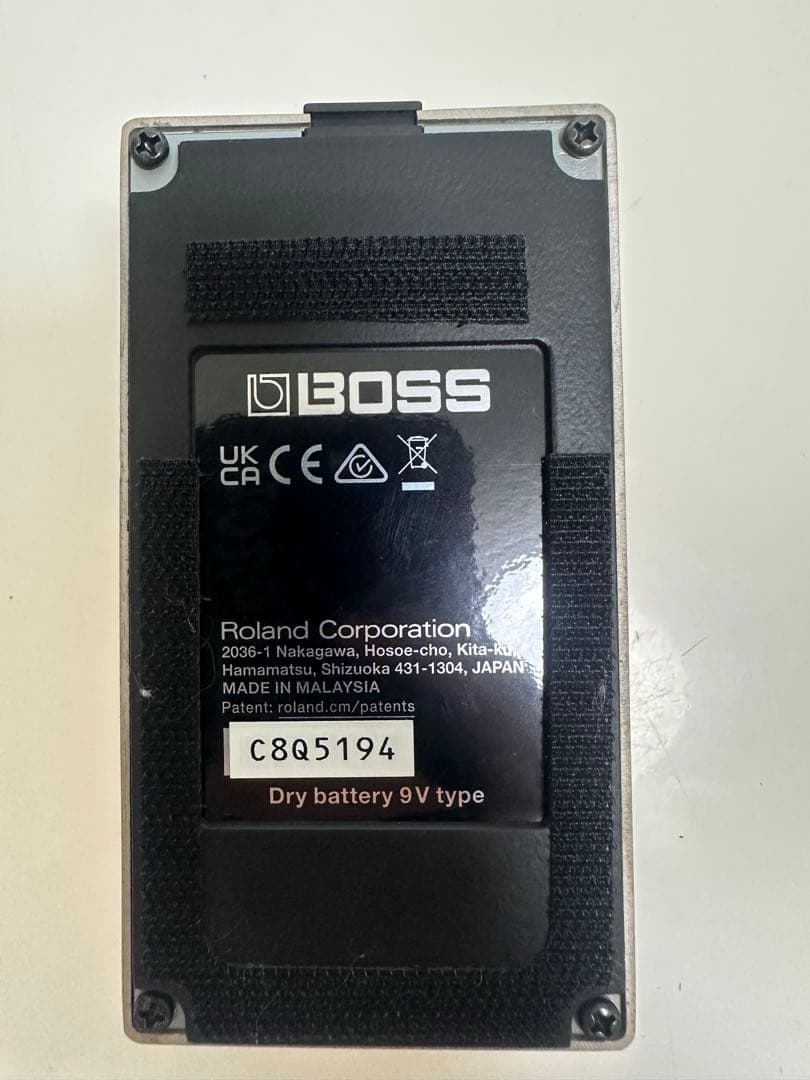 BOSS
UK
CA CE
Roland Corporation
2036-1 Nakagawa, Hosoe-cho, Kita-ku,
Hamamatsu, Shizuoka 431-1304, JAPAN
MADE IN MALAYSIA
Patent: roland.cm/patents
C8Q5194
Dry battery 9V type